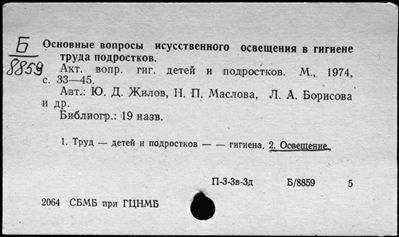 Б
8859
Основные вопросы исусственного освещения в гигиене
труда подростков.
Акт. вопр. гиг. детей и подростков. М., 1974,
с. 33—45.
Авт.: Ю. Д. Жилов, Н. П. Маслова, Л. А. Борисова
и др.
Библиогр.: 19 назв.
1. Труд — детей и подростков — — гигиена. 2. Освещение.
П-3-3в-3д Б/8859 5
2064 СБМБ при ГЦНМБ